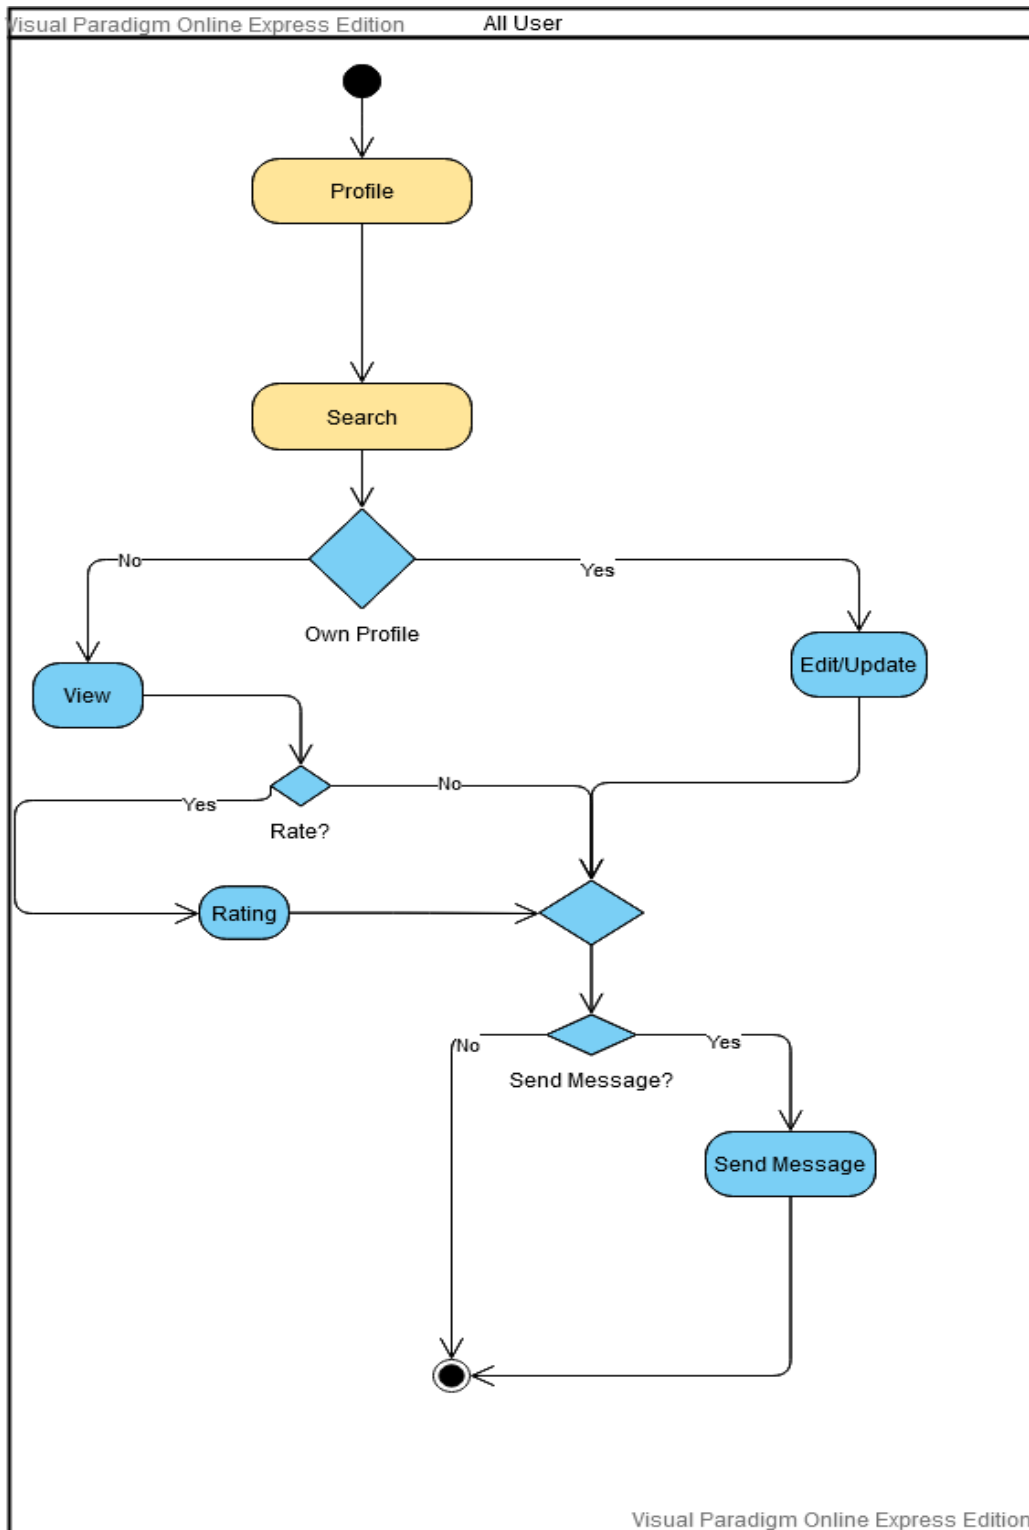 Visual Paradigm Online Express Edition
All User
Profile
Search
No
Yes
Own Profile
Edit/Update
View
No
Yes
Rate?
Rating
No
Yes
Send Message?
Send Message
Visual Paradigm Online Express Edition